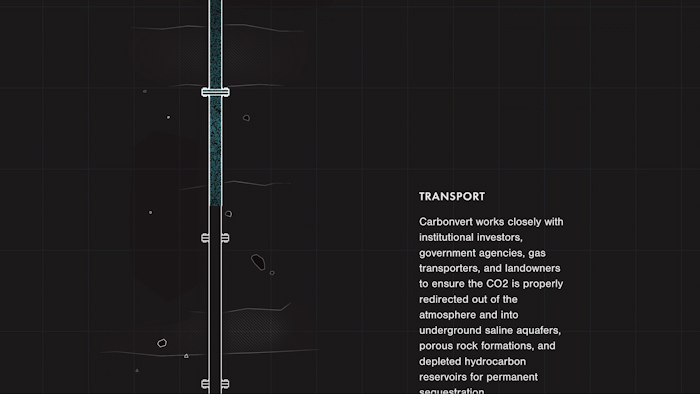 TRANSPORT
Carbonvert works closely with
institutional investors,
government agencies, gas
transporters, and landowners
to ensure the CO2 is properly
redirected out of the
atmosphere and into
underground saline aquafers,
porous rock formations, and
depleted hydrocarbon
reservoirs for permanent
sequestration.